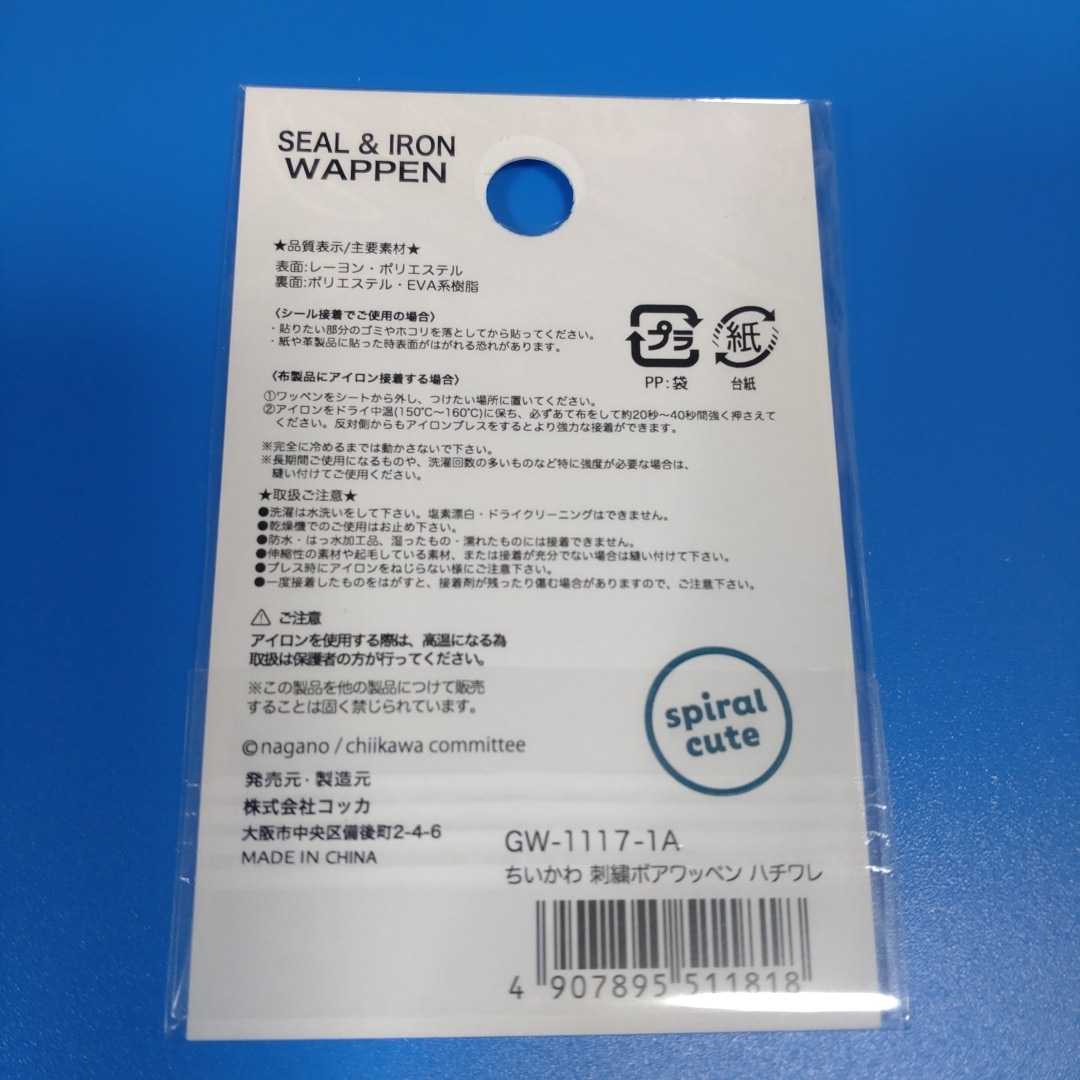 SEAL & IRON
WAPPEN
★品質表示/主要素材★
表面:レーヨン・ポリエステル
裏面:ポリエステル・EVA系樹脂
〈シール接着でご使用の場合〉
・貼りたい部分のゴミやホコリを落としてから貼ってください。
・紙や革製品に貼った時表面がはがれる恐れがあります。
プラ
紙
PP:袋
台紙
〈布製品にアイロン接着する場合〉
①ワッペンをシートから外し、つけたい場所に置いてください。
②アイロンをドライ中温(150℃〜160℃)に保ち、必ずあて布をして約20秒〜40秒間強く押さえて
ください。反対側からもアイロンプレスをするとより強力な接着ができます。
※完全に冷めるまでは動かさないで下さい。
※長期間ご使用になるものや、洗濯回数の多いものなど特に強度が必要な場合は、
縫い付けてご使用ください。
★取扱ご注意★
●洗濯は水洗いをして下さい。塩素漂白・ドライクリーニングはできません。
●乾燥機でのご使用はお止め下さい。
●防水・はっ水加工品、湿ったもの・濡れたものには接着できません。
●伸縮性の素材や起毛している素材、または接着が充分でない場合は縫い付けて下さい。
●プレス時にアイロンをねじらない様にご注意下さい。
●一度接着したものをはがすと、接着剤が残ったり傷む場合がありますので、ご注意下さい。
⚠ ご注意
アイロンを使用する際は、高温になる為
取扱は保護者の方が行ってください。
※この製品を他の製品につけて販売
することは固く禁じられています。
spiral
cute
©nagano / chiikawa committee
発売元・製造元
株式会社コッカ
大阪市中央区備後町2-4-6
MADE IN CHINA
GW-1117-1A
ちいかわ 刺繍ボアワッペン ハチワレ
4 907895 511818